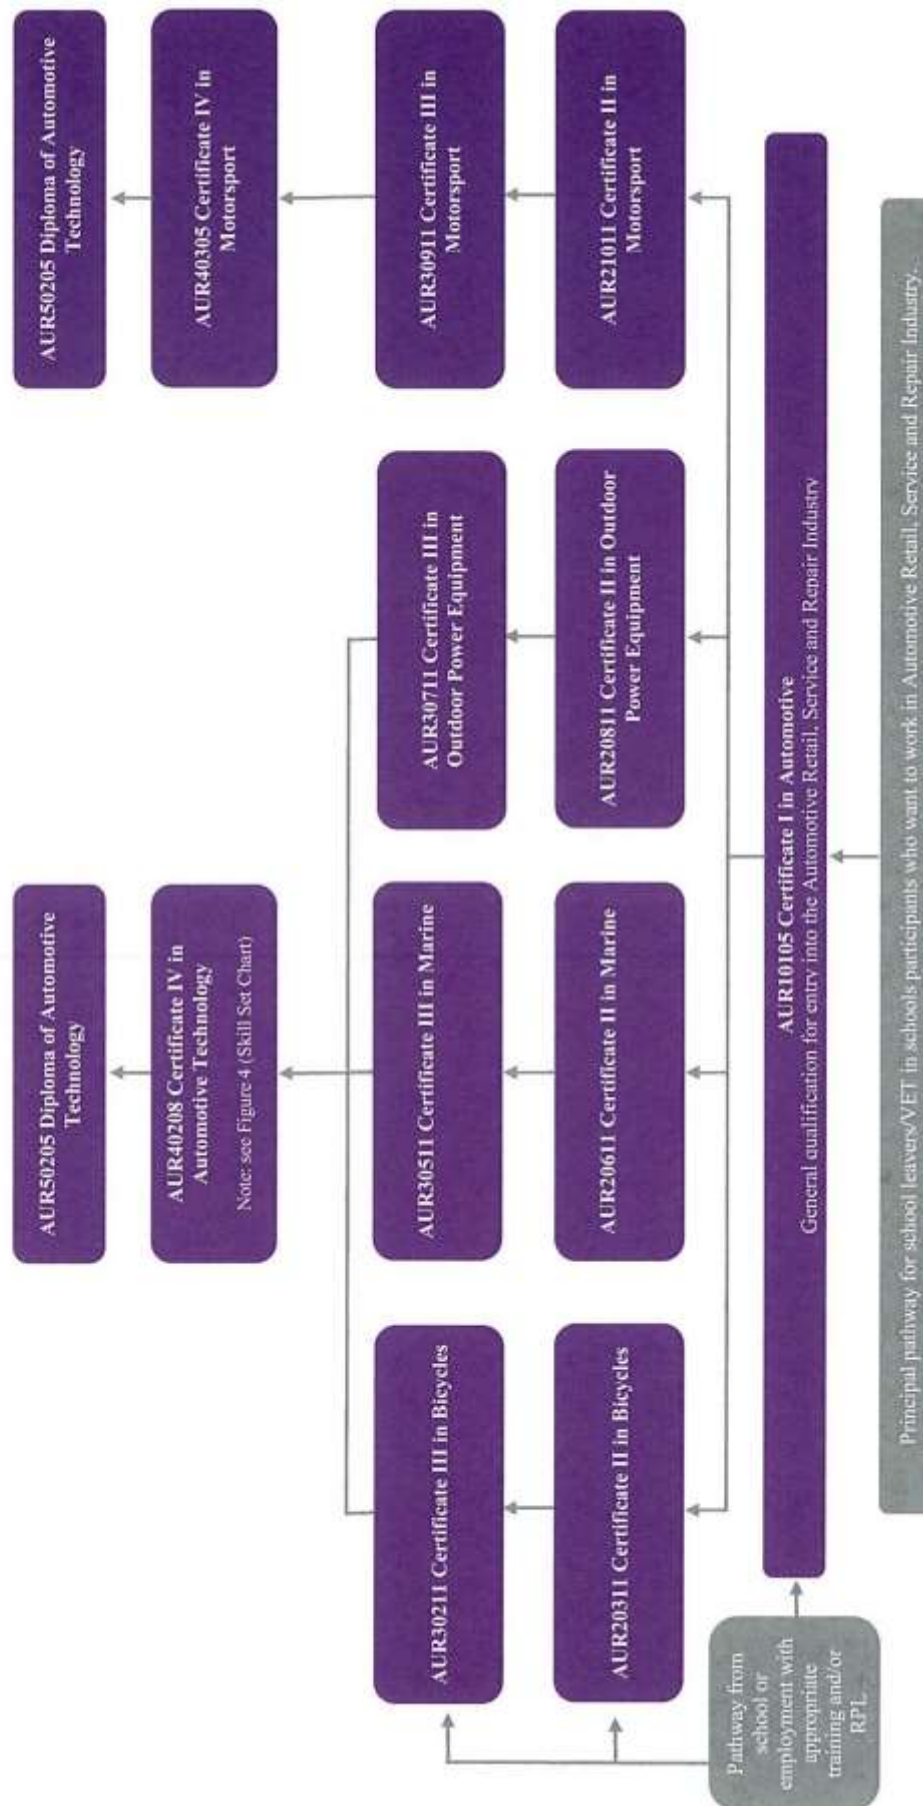 AUR50205 Diploma of Automotive
Technology
AUR50205 Diploma of Automotive
Technology
AUR40208 Certificate IV in
Automotive Technology
Note: see Figure 4 (Skill Set Chart)
AUR40305 Certificate IV in
Motorsport
AUR30211 Certificate III in Bicycles
AUR30511 Certificate III in Marine
AUR30711 Certificate III in
Outdoor Power Equipment
AUR30911 Certificate III in
Motorsport
AUR20311 Certificate II in Bicycles
AUR20611 Certificate II in Marine
AUR20811 Certificate II in Outdoor
Power Equipment
AUR21011 Certificate II in
Motorsport
Pathway from
school or
employment with
appropriate
training and/or
RPL
AUR10105 Certificate I in Automotive
General qualification for entry into the Automotive Retail, Service and Repair Industry
Principal pathway for school leavers/VET in schools participants who want to work in Automotive Retail, Service and Repair Industry.